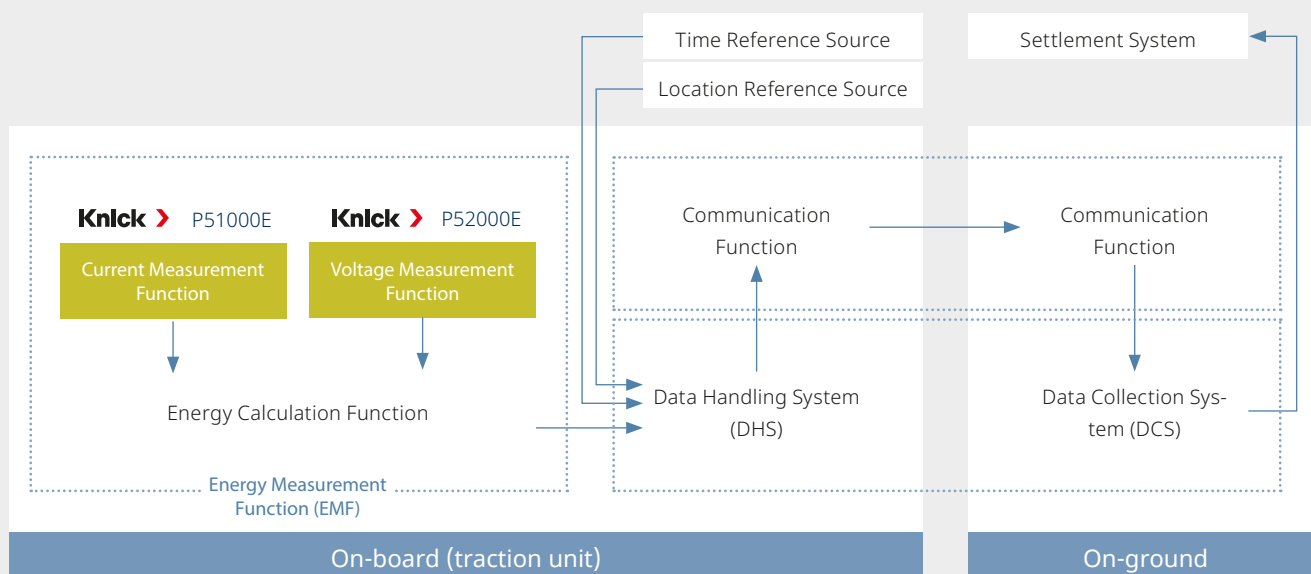 Time Reference Source
Settlement System
Location Reference Source
Knick P51000E
Knick P52000E
Current Measurement
Function
Voltage Measurement
Function
Communication
Function
Communication
Function
Energy Calculation Function
Data Handling System
(DHS)
Data Collection Sys-
tem (DCS)
Energy Measurement
Function (EMF)
On-board (traction unit)
On-ground